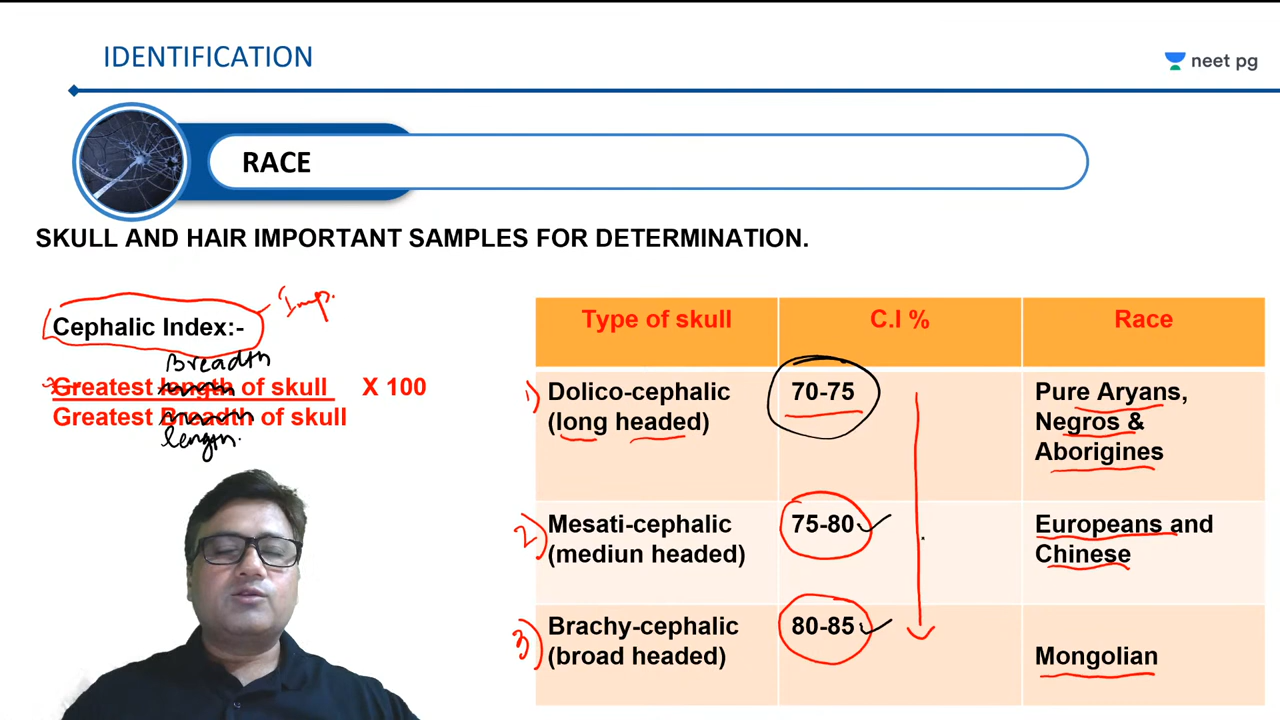 IDENTIFICATION
neet pg
RACE
SKULL AND HAIR IMPORTANT SAMPLES FOR DETERMINATION.
Imp.
Cephalic Index:-
Breadth
Greatest length of skull X 100
Greatest Breadth of skull
length.
Type of skull C.I % Race
1) Dolico-cephalic 70-75 Pure Aryans,
(long headed) Negros &
Aborigines
2) Mesati-cephalic 75-80 Europeans and
(mediun headed) Chinese
3) Brachy-cephalic 80-85
(broad headed) Mongolian